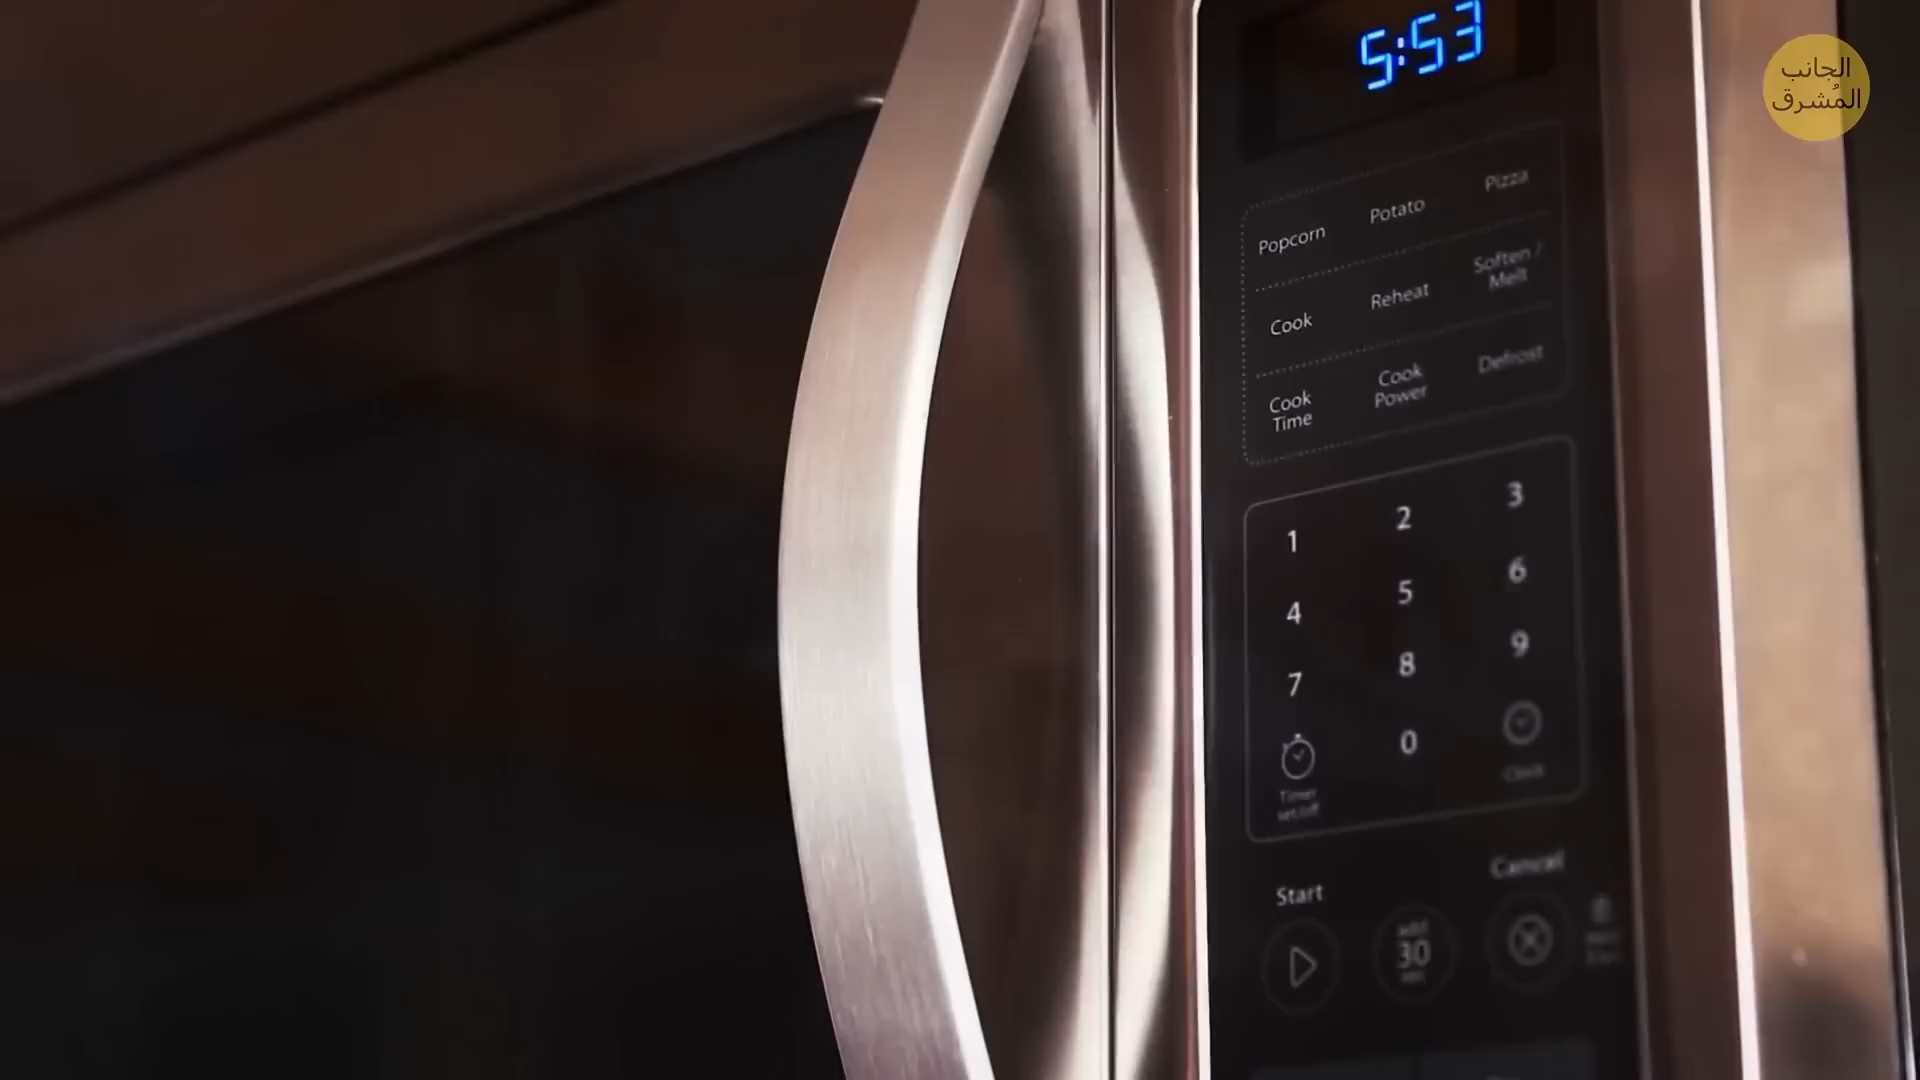 5:53
الجانب
المُشرق
Popcorn
Potato
Pizza
Cook
Reheat
Soften /
Melt
Cook
Time
Cook
Power
Defrost
1
2
3
4
5
6
7
8
9
Timer
set/off
0
Clock
Start
Cancel
add
30
sec